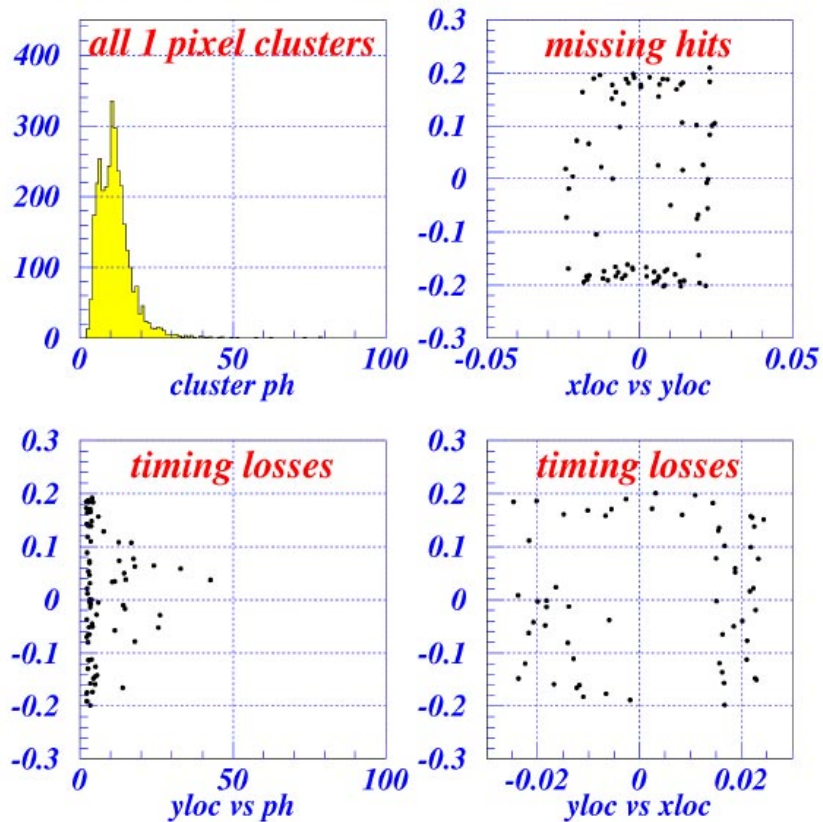 all 1 pixel clusters
400
300
200
100
0
0 50 100
cluster ph
missing hits
0.3
0.2
0.1
0
-0.1
-0.2
-0.3
-0.05 0 0.05
xloc vs yloc
timing losses
0.3
0.2
0.1
0
-0.1
-0.2
-0.3
0 50 100
yloc vs ph
timing losses
0.3
0.2
0.1
0
-0.1
-0.2
-0.3
-0.02 0 0.02
yloc vs xloc